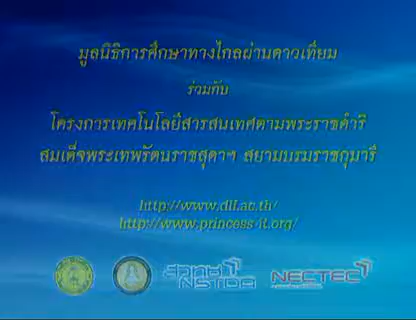 มูลนิธิการศึกษาทางไกลผ่านดาวเทียม
ร่วมกับ
โครงการเทคโนโลยีสารสนเทศตามพระราชดำริ
สมเด็จพระเทพรัตนราชสุดาฯ สยามบรมราชกุมารี
http://www.dlf.ac.th/
http://www.princess-it.org/
สวทช
NSTDA
NECTEC